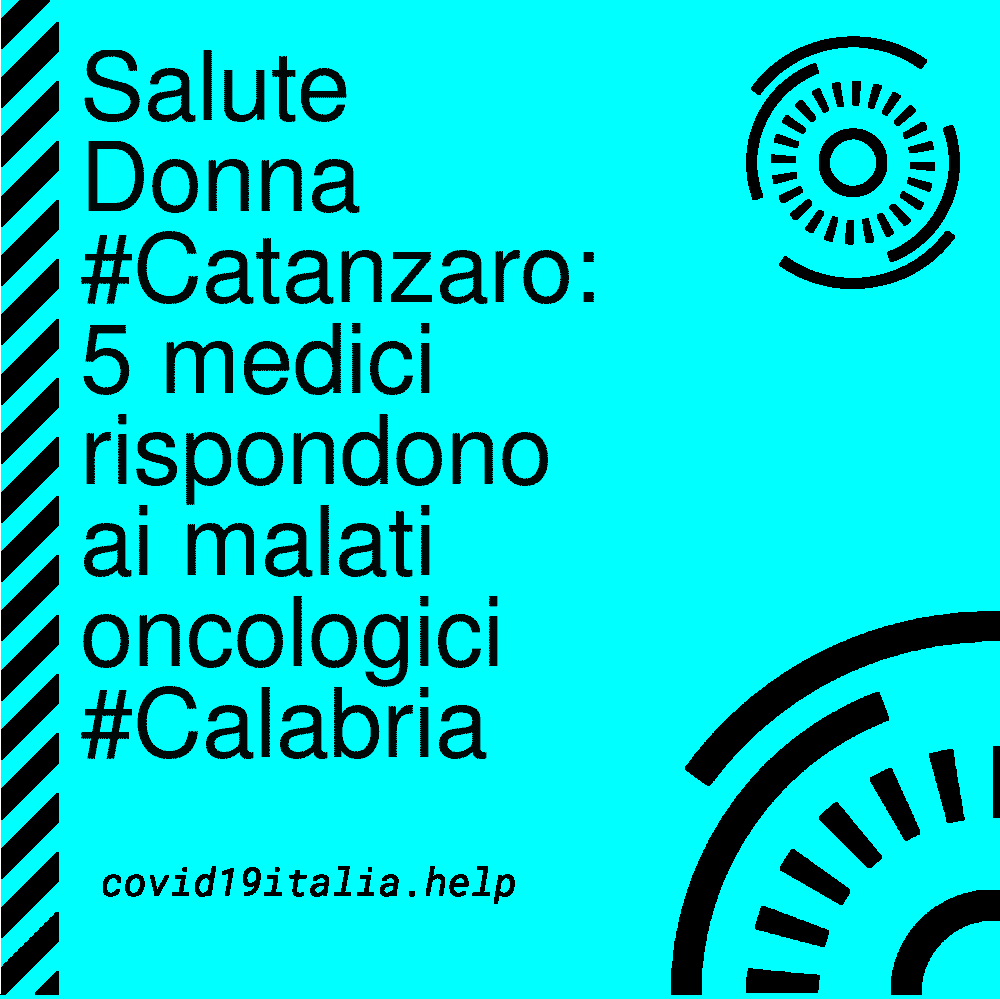 Salute
Donna
#Catanzaro:
5 medici
rispondono
ai malati
oncologici
#Calabria
covid19italia.help